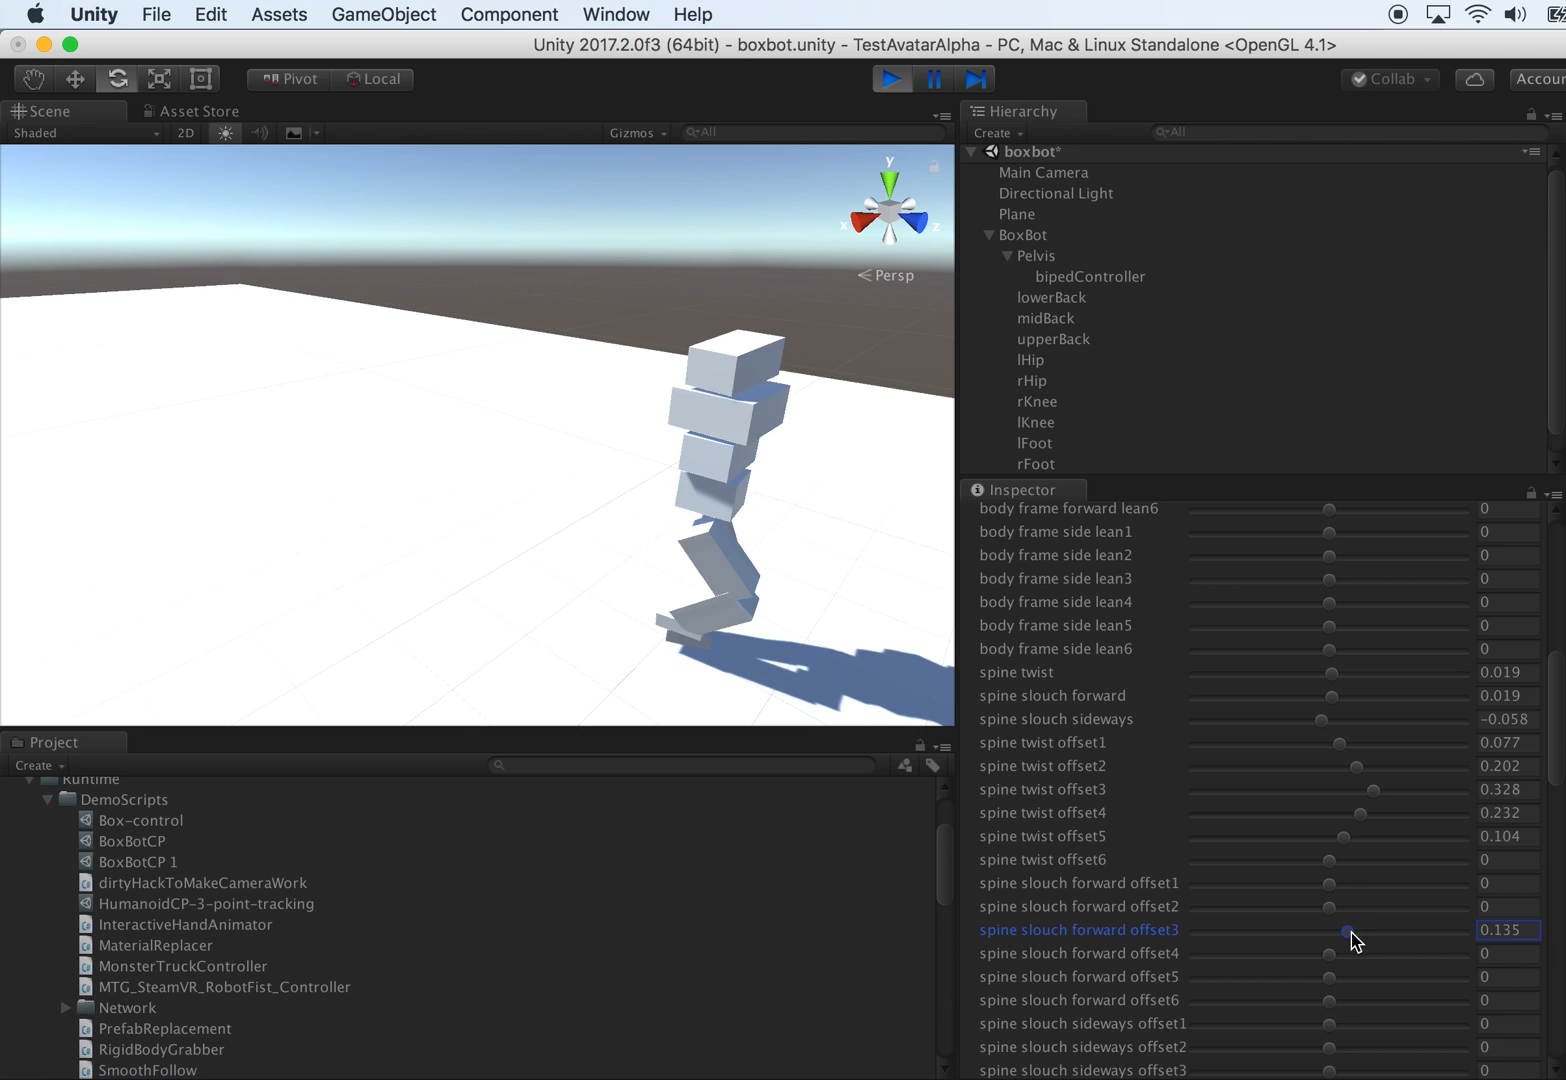 Unity File Edit Assets GameObject Component Window Help
Unity 2017.2.0f3 (64bit) - boxbot.unity - TestAvatarAlpha - PC, Mac & Linux Standalone <OpenGL 4.1>
Pivot Local Collab Accoun
Scene Asset Store
Shaded 2D Gizmos All
y
x z
Persp
Hierarchy
Create All
boxbot*
Main Camera
Directional Light
Plane
BoxBot
Pelvis
bipedController
lowerBack
midBack
upperBack
lHip
rHip
rKnee
lKnee
lFoot
rFoot
Inspector
body frame forward lean6 0
body frame side lean1 0
body frame side lean2 0
body frame side lean3 0
body frame side lean4 0
body frame side lean5 0
body frame side lean6 0
spine twist 0.019
spine slouch forward 0.019
spine slouch sideways -0.058
spine twist offset1 0.077
spine twist offset2 0.202
spine twist offset3 0.328
spine twist offset4 0.232
spine twist offset5 0.104
spine twist offset6 0
spine slouch forward offset1 0
spine slouch forward offset2 0
spine slouch forward offset3 0.135
spine slouch forward offset4 0
spine slouch forward offset5 0
spine slouch forward offset6 0
spine slouch sideways offset1 0
spine slouch sideways offset2 0
spine slouch sideways offset3 0
Project
Create
Runtime
DemoScripts
Box-control
BoxBotCP
BoxBotCP 1
dirtyHackToMakeCameraWork
HumanoidCP-3-point-tracking
InteractiveHandAnimator
MaterialReplacer
MonsterTruckController
MTG_SteamVR_RobotFist_Controller
Network
PrefabReplacement
RigidBodyGrabber
SmoothFollow